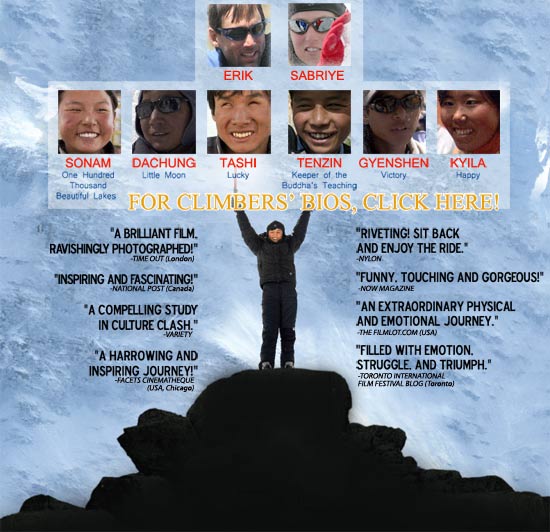 ERIK
SABRIYE
SONAM
One Hundred
Thousand
Beautiful Lakes
DACHUNG
Little Moon
TASHI
Lucky
TENZIN
Keeper of the
Buddha's Teaching
GYENSHEN
Victory
KYILA
Happy
FOR CLIMBERS' BIOS, CLICK HERE!
"A BRILLIANT FILM,
RAVISHINGLY PHOTOGRAPHED!"
-TIME OUT (London)
"INSPIRING AND FASCINATING!"
-NATIONAL POST (Canada)
"A COMPELLING STUDY
IN CULTURE CLASH."
-VARIETY
"A HARROWING AND
INSPIRING JOURNEY!"
-FACETS CINEMATHEQUE
(USA, Chicago)
"RIVETING! SIT BACK
AND ENJOY THE RIDE."
-NYLON
"FUNNY, TOUCHING AND GORGEOUS!"
-NOW MAGAZINE
"AN EXTRAORDINARY PHYSICAL
AND EMOTIONAL JOURNEY."
-THE FILMLOT.COM (USA)
"FILLED WITH EMOTION,
STRUGGLE, AND TRIUMPH."
-TORONTO INTERNATIONAL
FILM FESTIVAL BLOG (Toronto)